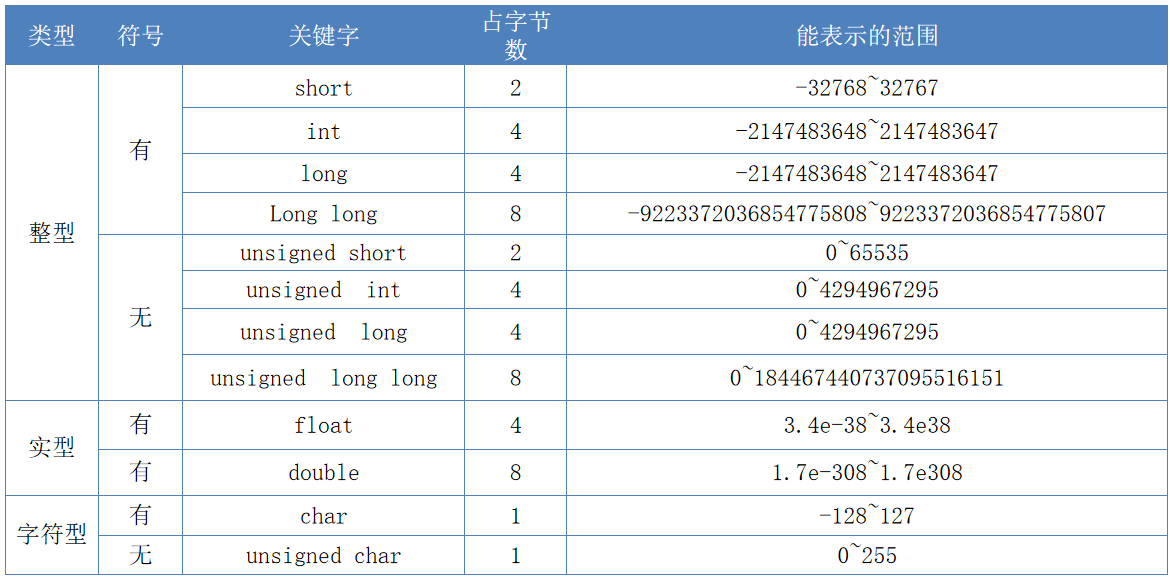 类型 符号 关键字 占字节数 能表示的范围
整型 有 short 2 -32768~32767
int 4 -2147483648~2147483647
long 4 -2147483648~2147483647
Long long 8 -9223372036854775808~9223372036854775807
无 unsigned short 2 0~65535
unsigned int 4 0~4294967295
unsigned long 4 0~4294967295
unsigned long long 8 0~184467440737095516151
实型 有 float 4 3.4e-38~3.4e38
有 double 8 1.7e-308~1.7e308
字符型 有 char 1 -128~127
无 unsigned char 1 0~255